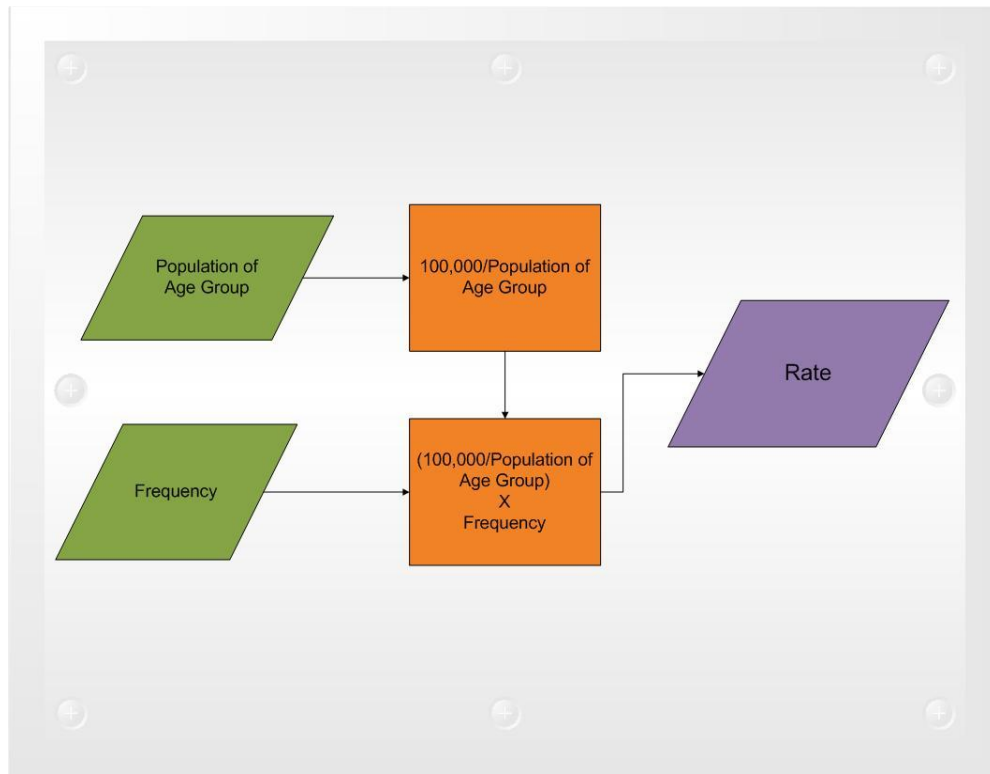 Population of
Age Group
100,000/Population of
Age Group
Rate
Frequency
(100,000/Population of
Age Group)
X
Frequency